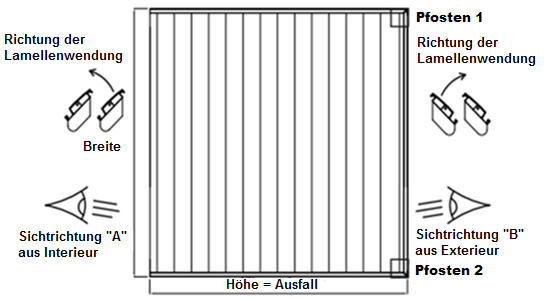 Pfosten 1
Richtung der
Lamellenwendung
Richtung der
Lamellenwendung
Breite
Sichtrichtung "A"
aus Interieur
Sichtrichtung "B"
aus Exterieur
Pfosten 2
Höhe = Ausfall